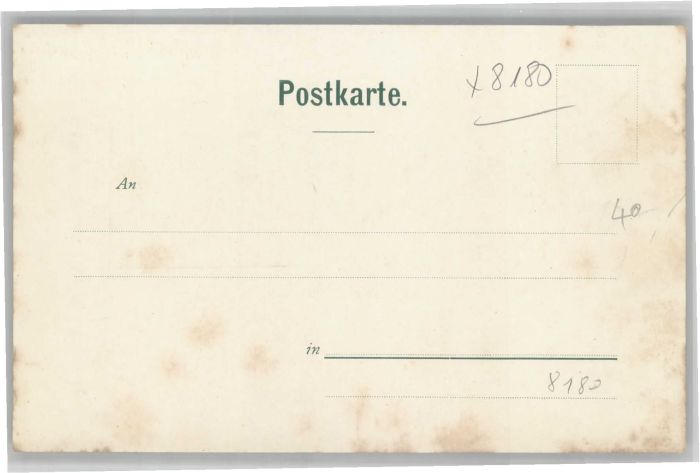 Postkarte.
x8180
An
40,-
in
8180